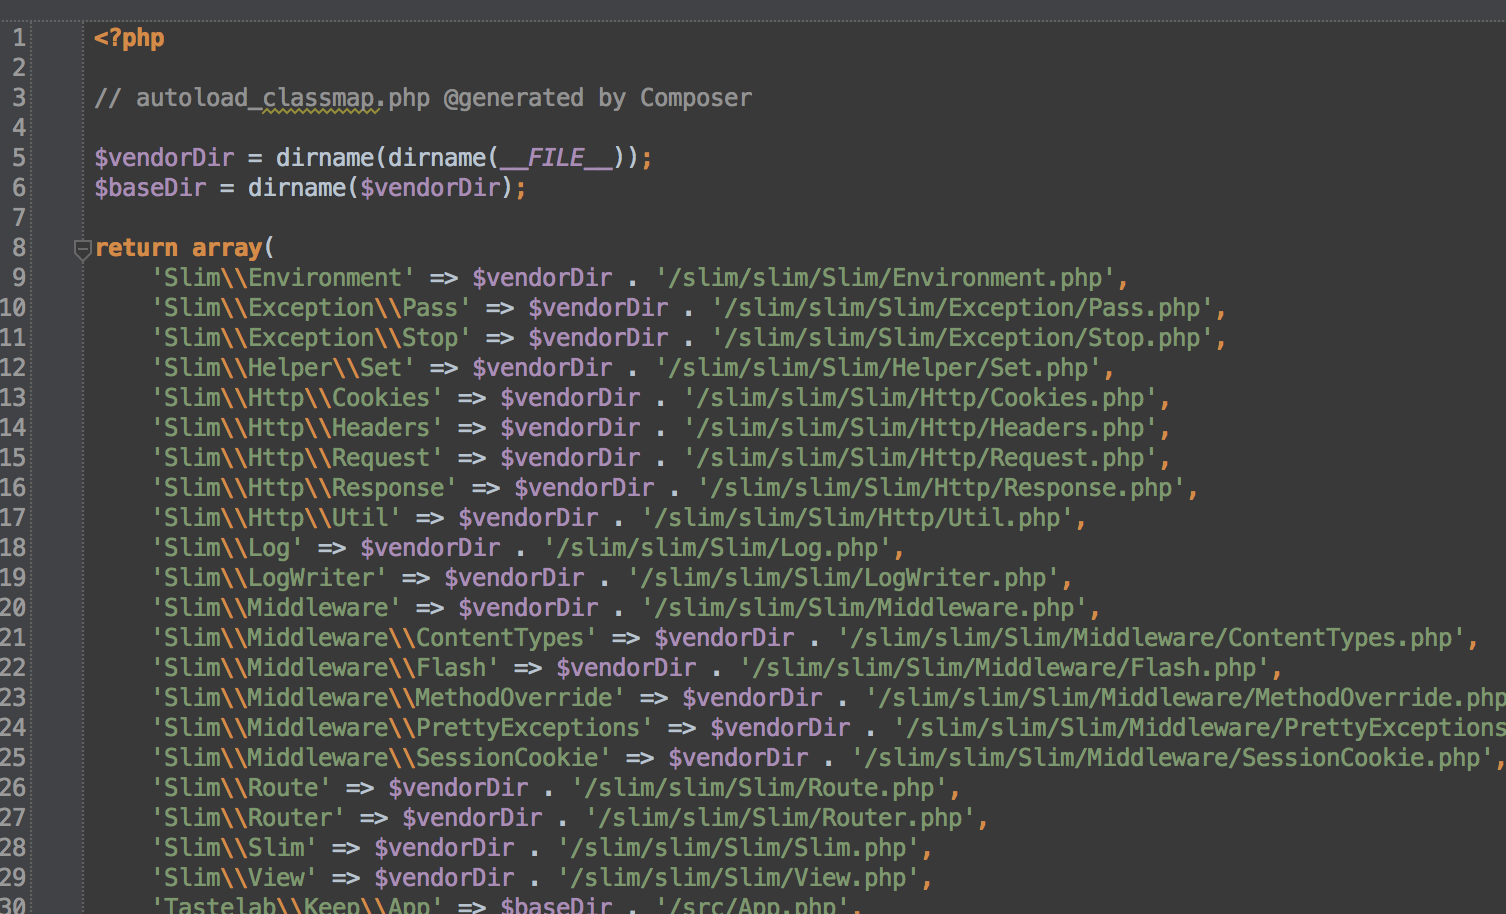 1 <?php
2
3 // autoload_classmap.php @generated by Composer
4
5 $vendorDir = dirname(dirname(__FILE__));
6 $baseDir = dirname($vendorDir);
7
8 return array(
9 'Slim\\Environment' => $vendorDir . '/slim/slim/Slim/Environment.php',
10 'Slim\\Exception\\Pass' => $vendorDir . '/slim/slim/Slim/Exception/Pass.php',
11 'Slim\\Exception\\Stop' => $vendorDir . '/slim/slim/Slim/Exception/Stop.php',
12 'Slim\\Helper\\Set' => $vendorDir . '/slim/slim/Slim/Helper/Set.php',
13 'Slim\\Http\\Cookies' => $vendorDir . '/slim/slim/Slim/Http/Cookies.php',
14 'Slim\\Http\\Headers' => $vendorDir . '/slim/slim/Slim/Http/Headers.php',
15 'Slim\\Http\\Request' => $vendorDir . '/slim/slim/Slim/Http/Request.php',
16 'Slim\\Http\\Response' => $vendorDir . '/slim/slim/Slim/Http/Response.php',
17 'Slim\\Http\\Util' => $vendorDir . '/slim/slim/Slim/Http/Util.php',
18 'Slim\\Log' => $vendorDir . '/slim/slim/Slim/Log.php',
19 'Slim\\LogWriter' => $vendorDir . '/slim/slim/Slim/LogWriter.php',
20 'Slim\\Middleware' => $vendorDir . '/slim/slim/Slim/Middleware.php',
21 'Slim\\Middleware\\ContentTypes' => $vendorDir . '/slim/slim/Slim/Middleware/ContentTypes.php',
22 'Slim\\Middleware\\Flash' => $vendorDir . '/slim/slim/Slim/Middleware/Flash.php',
23 'Slim\\Middleware\\MethodOverride' => $vendorDir . '/slim/slim/Slim/Middleware/MethodOverride.php
24 'Slim\\Middleware\\PrettyExceptions' => $vendorDir . '/slim/slim/Slim/Middleware/PrettyExceptions
25 'Slim\\Middleware\\SessionCookie' => $vendorDir . '/slim/slim/Slim/Middleware/SessionCookie.php',
26 'Slim\\Route' => $vendorDir . '/slim/slim/Slim/Route.php',
27 'Slim\\Router' => $vendorDir . '/slim/slim/Slim/Router.php',
28 'Slim\\Slim' => $vendorDir . '/slim/slim/Slim/Slim.php',
29 'Slim\\View' => $vendorDir . '/slim/slim/Slim/View.php',
30 'Tastelab\\Keep\\App' => $baseDir . '/src/App.php',